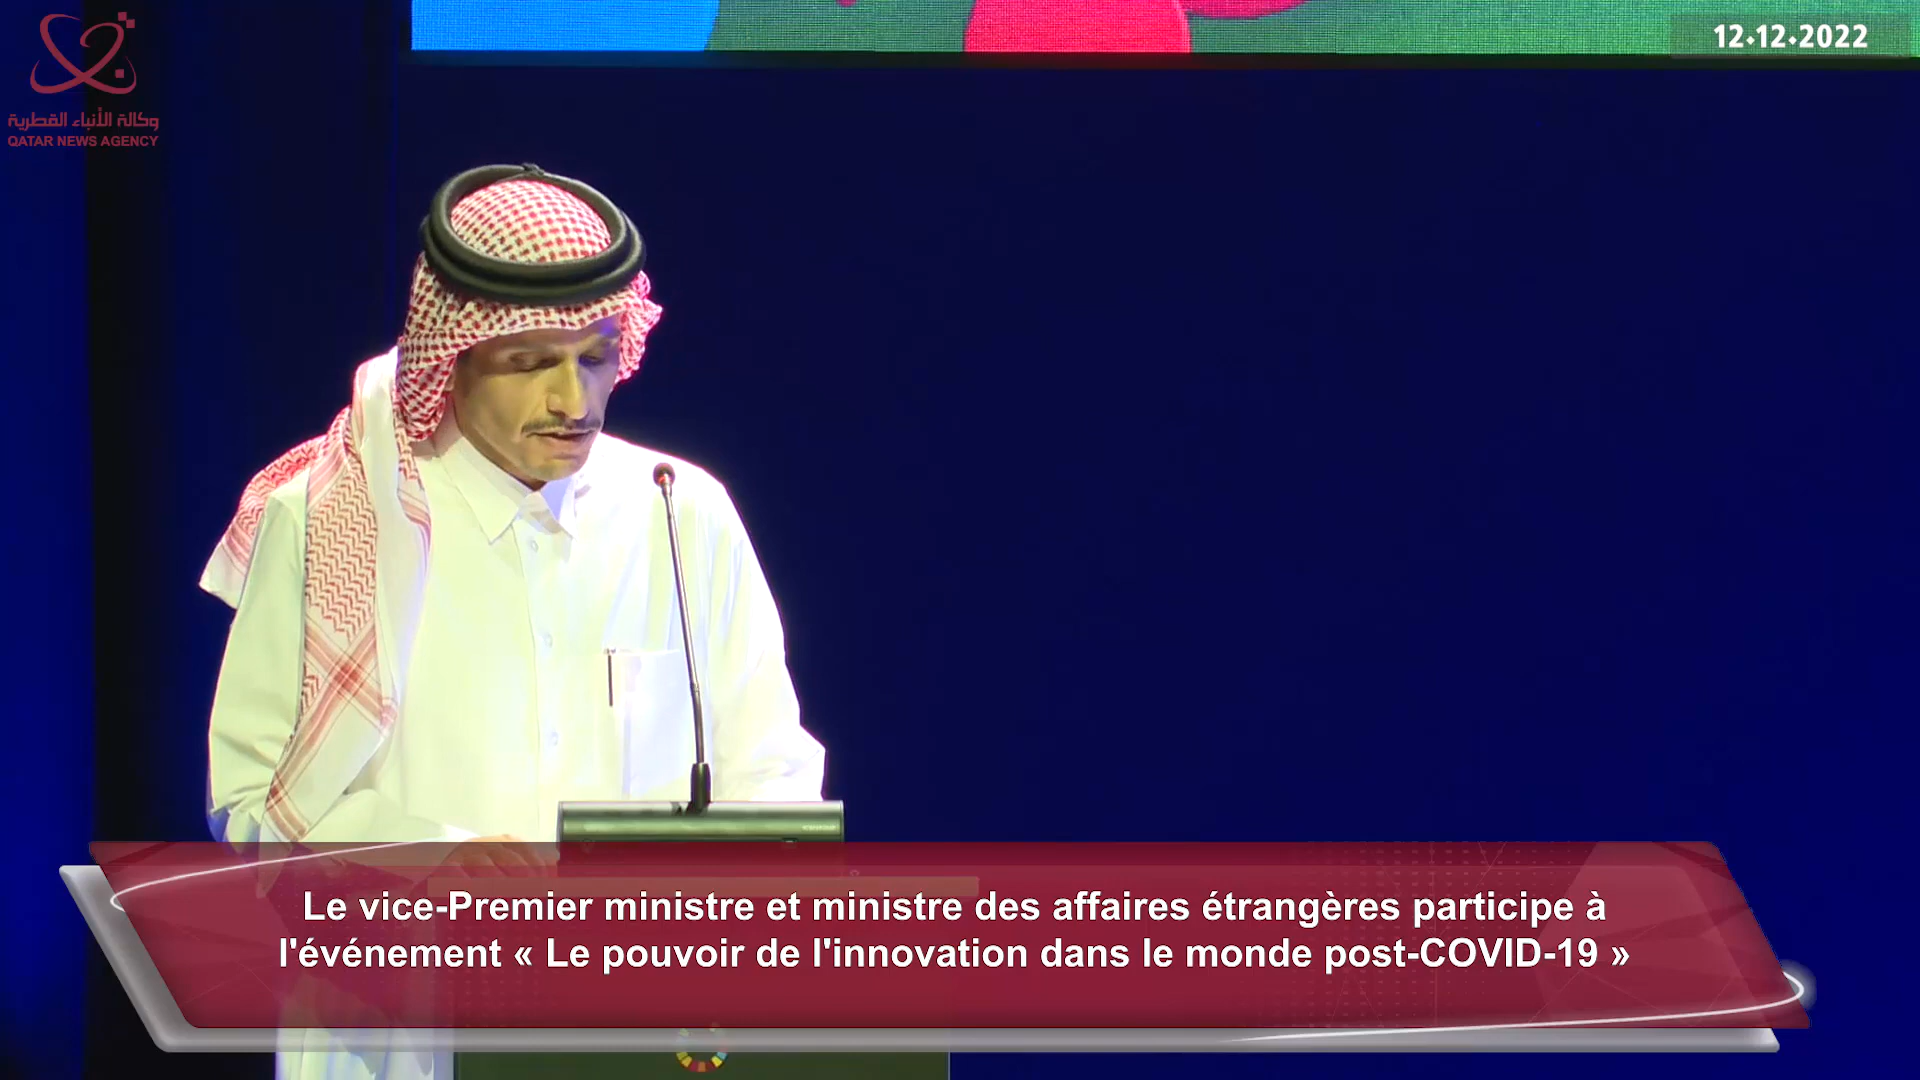 وكالة الأنباء القطرية
QATAR NEWS AGENCY
12.12.2022
Le vice-Premier ministre et ministre des affaires étrangères participe à
l'événement « Le pouvoir de l'innovation dans le monde post-COVID-19 »